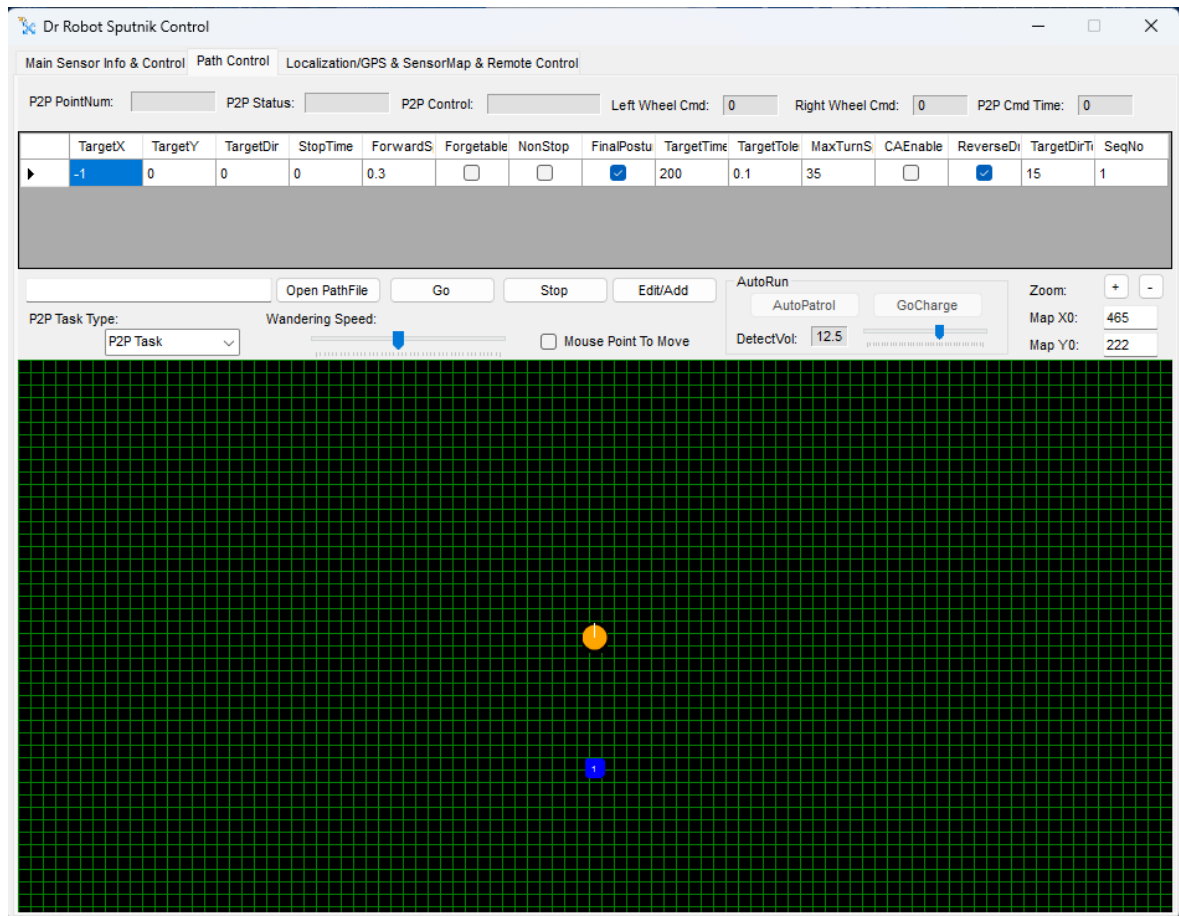 Dr Robot Sputnik Control
Main Sensor Info & Control Path Control Localization/GPS & SensorMap & Remote Control
P2P PointNum: P2P Status: P2P Control: Left Wheel Cmd: 0 Right Wheel Cmd: 0 P2P Cmd Time: 0
TargetX TargetY TargetDir StopTime ForwardS Forgetable NonStop FinalPostu TargetTime TargetTole MaxTurnS CAEnable ReverseDi TargetDirT SeqNo
-1 0 0 0 0.3 200 0.1 35 15 1
Open PathFile Go Stop Edit/Add AutoRun Zoom: + -
AutoPatrol GoCharge
P2P Task Type: Wandering Speed: Map X0: 465
P2P Task Mouse Point To Move DetectVol: 12.5 Map Y0: 222
1